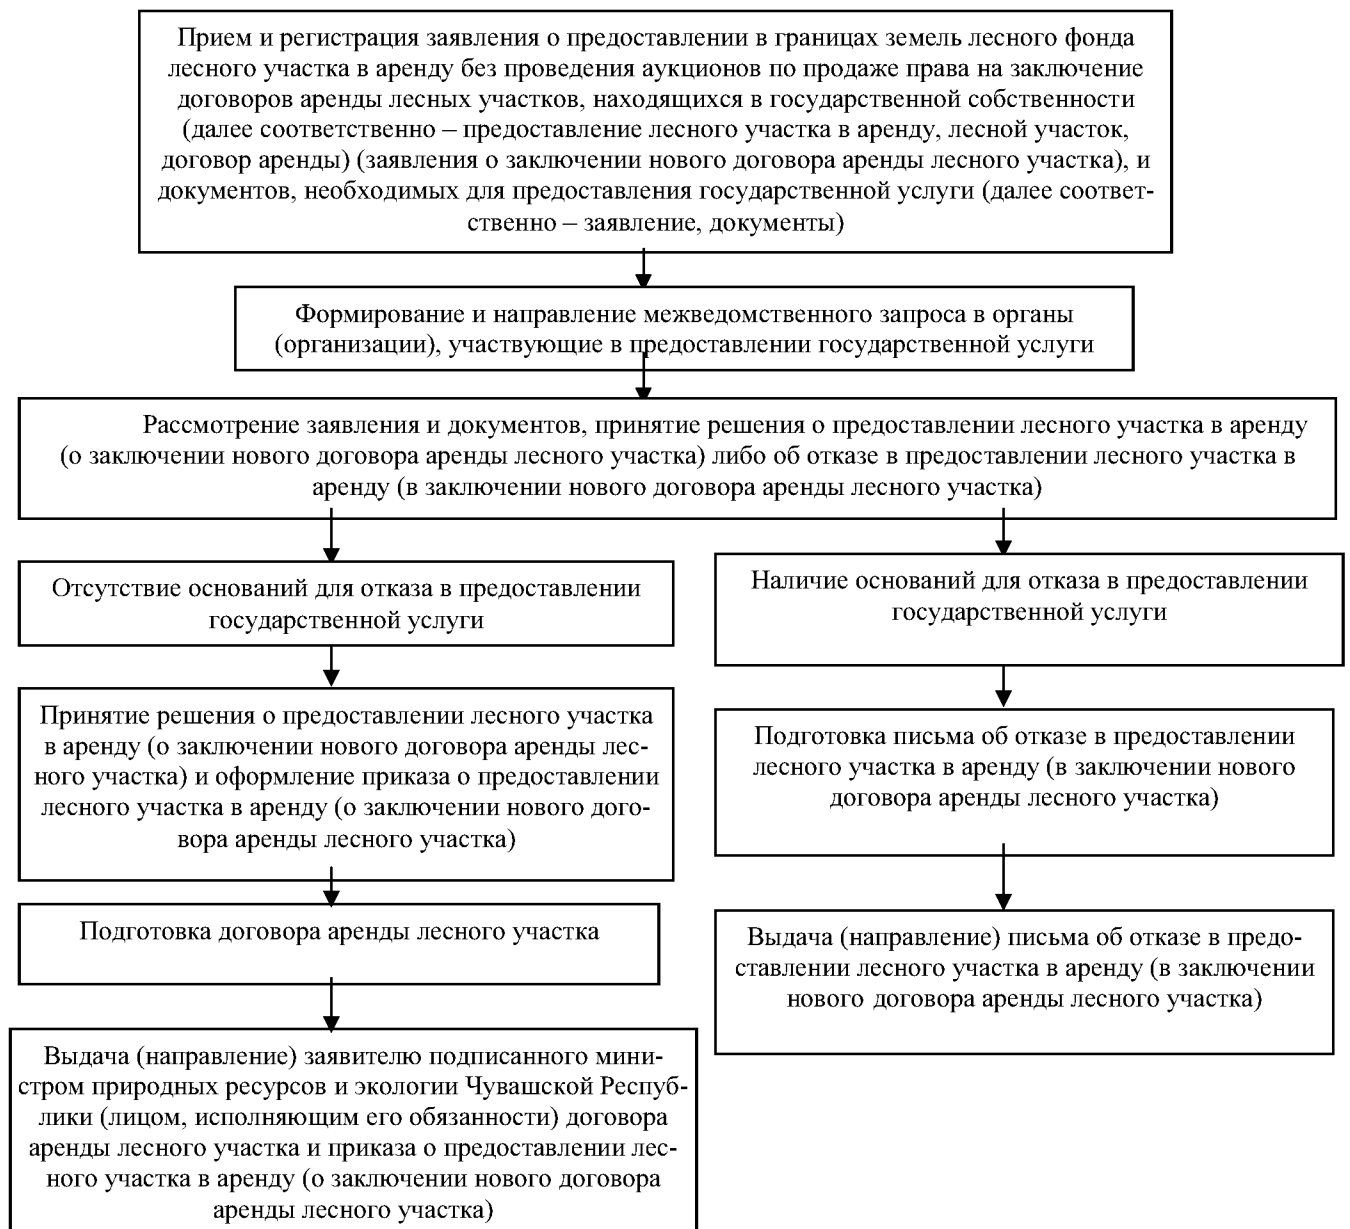 Прием и регистрация заявления о предоставлении в границах земель лесного фонда
лесного участка в аренду без проведения аукционов по продаже права на заключение
договоров аренды лесных участков, находящихся в государственной собственности
(далее соответственно – предоставление лесного участка в аренду, лесной участок,
договор аренды) (заявления о заключении нового договора аренды лесного участка), и
документов, необходимых для предоставления государственной услуги (далее соответ-
ственно – заявление, документы)
Формирование и направление межведомственного запроса в органы
(организации), участвующие в предоставлении государственной услуги
Рассмотрение заявления и документов, принятие решения о предоставлении лесного участка в аренду
(о заключении нового договора аренды лесного участка) либо об отказе в предоставлении лесного участка в
аренду (в заключении нового договора аренды лесного участка)
Отсутствие оснований для отказа в предоставлении
государственной услуги
Принятие решения о предоставлении лесного участка
в аренду (о заключении нового договора аренды лес-
ного участка) и оформление приказа о предоставлении
лесного участка в аренду (о заключении нового дого-
вора аренды лесного участка)
Подготовка договора аренды лесного участка
Выдача (направление) заявителю подписанного мини-
стром природных ресурсов и экологии Чувашской Респуб-
лики (лицом, исполняющим его обязанности) договора
аренды лесного участка и приказа о предоставлении лес-
ного участка в аренду (о заключении нового договора
аренды лесного участка)
Наличие оснований для отказа в предоставлении
государственной услуги
Подготовка письма об отказе в предоставлении
лесного участка в аренду (в заключении нового
договора аренды лесного участка)
Выдача (направление) письма об отказе в предо-
ставлении лесного участка в аренду (в заключении
нового договора аренды лесного участка)